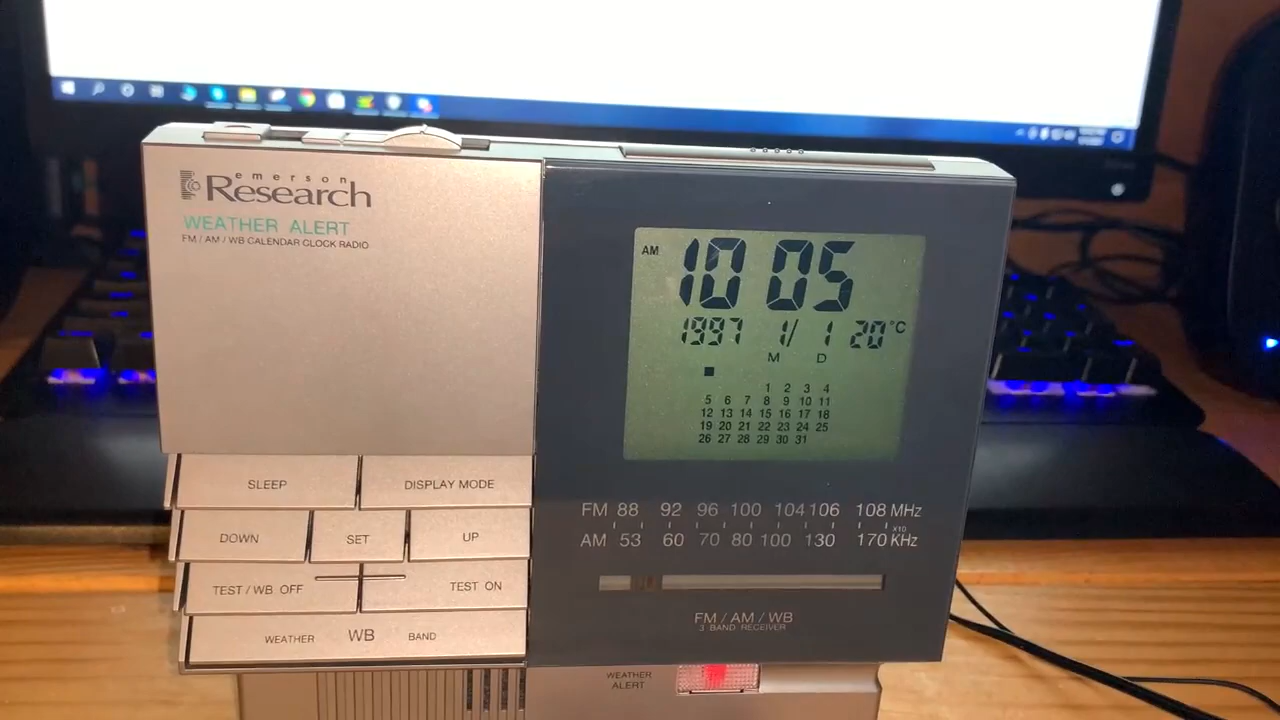 emerson
Research
WEATHER ALERT
FM / AM / WB CALENDAR CLOCK RADIO
AM 10 05
1997 1/ 1 20°C
M D
1 2 3 4
5 6 7 8 9 10 11
12 13 14 15 16 17 18
19 20 21 22 23 24 25
26 27 28 29 30 31
SLEEP DISPLAY MODE
DOWN SET UP
TEST / WB OFF TEST ON
WEATHER WB BAND
FM 88 92 96 100 104 106 108 MHz
x10
AM 53 60 70 80 100 130 170 KHz
FM / AM / WB
3 BAND RECEIVER
WEATHER
ALERT